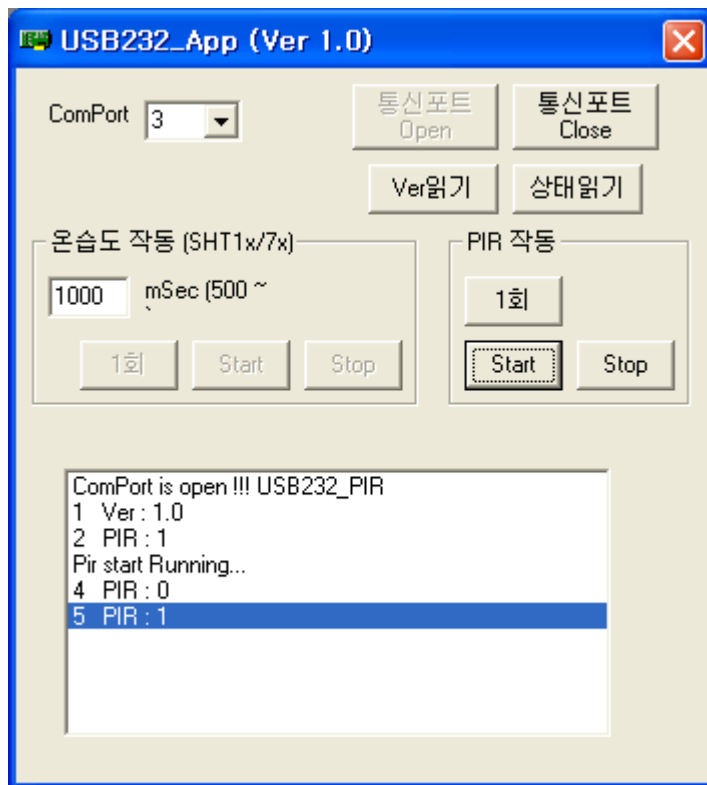 USB232_App (Ver 1.0)
ComPort 3
통신포트 Open
통신포트 Close
Ver읽기
상태읽기
온습도 작동 (SHT1x/7x)
1000 mSec (500 ~
1회 Start Stop
PIR 작동
1회
Start Stop
ComPort is open !!! USB232_PIR
1 Ver : 1.0
2 PIR : 1
Pir start Running...
4 PIR : 0
5 PIR : 1